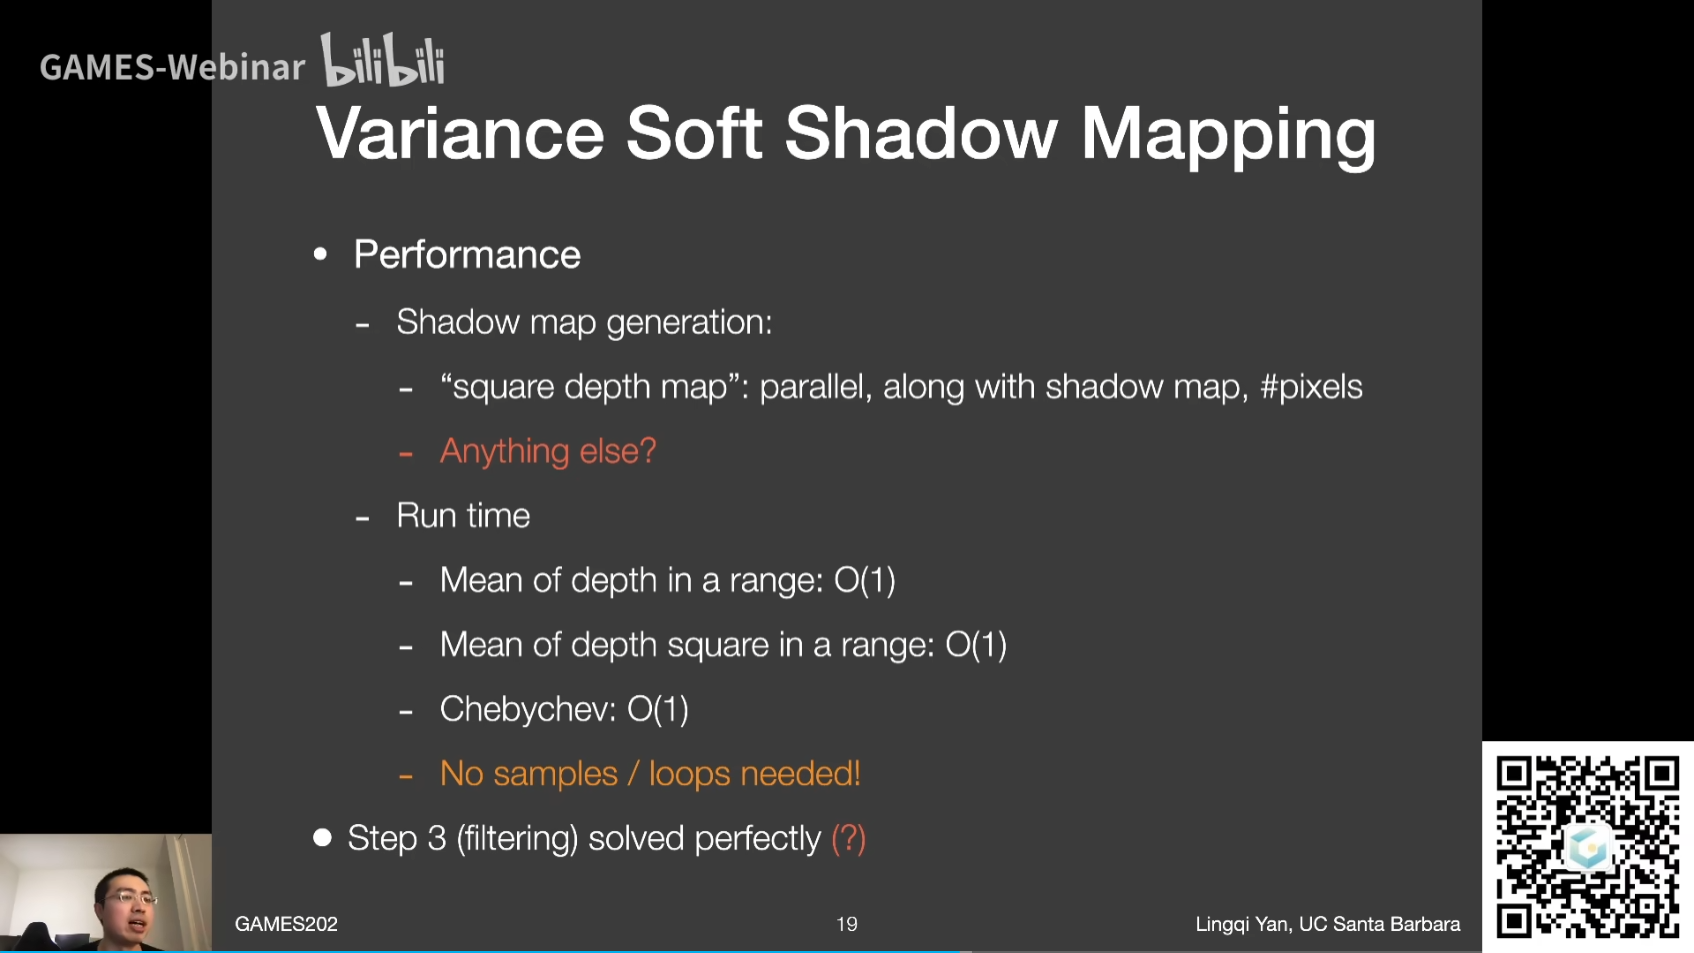 GAMES-Webinar bilibili
Variance Soft Shadow Mapping
• Performance
- Shadow map generation:
- “square depth map”: parallel, along with shadow map, #pixels
- Anything else?
- Run time
- Mean of depth in a range: O(1)
- Mean of depth square in a range: O(1)
- Chebychev: O(1)
- No samples / loops needed!
• Step 3 (filtering) solved perfectly (?)
GAMES202
19
Lingqi Yan, UC Santa Barbara